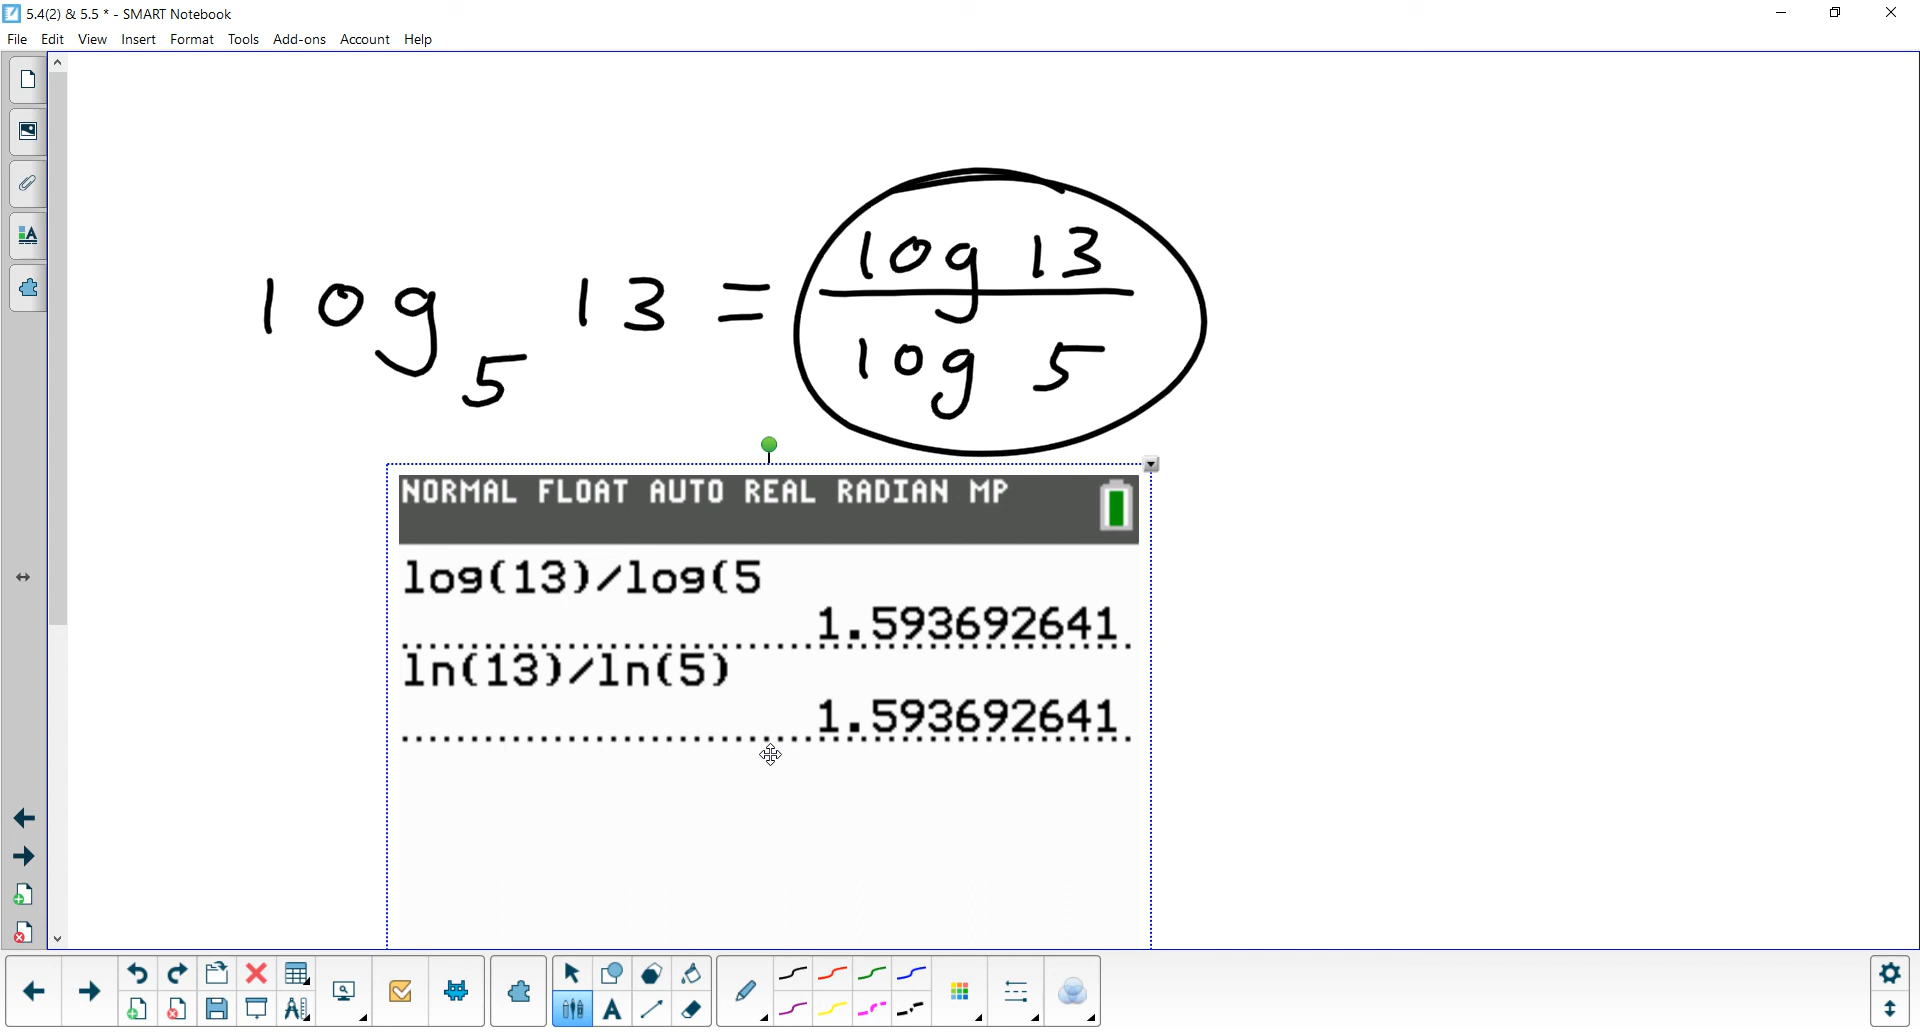 5.4(2) & 5.5 * - SMART Notebook
File Edit View Insert Format Tools Add-ons Account Help
log₅ 13 = log 13 / log 5
NORMAL FLOAT AUTO REAL RADIAN MP
log(13)/log(5
1.593692641
ln(13)/ln(5)
1.593692641
A